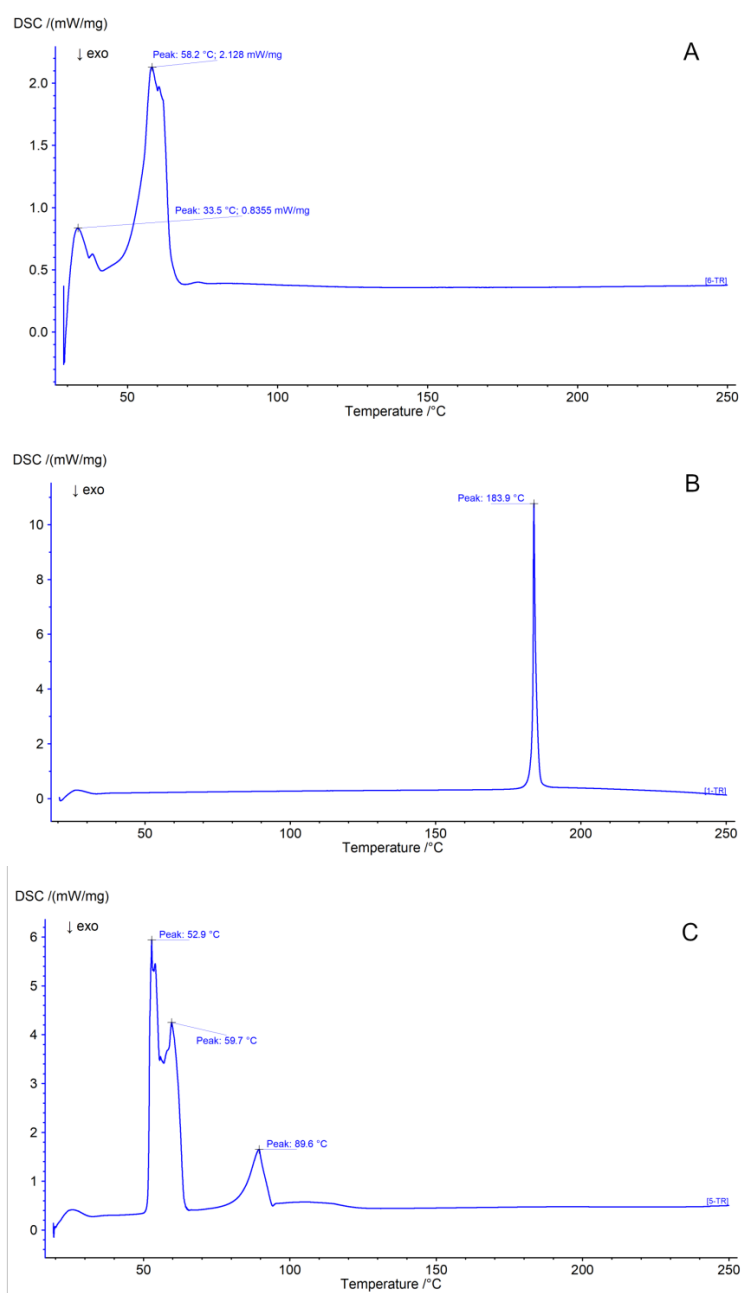 DSC /(mW/mg)
↓ exo
Peak: 58.2 °C; 2.128 mW/mg
A
2.0
1.5
1.0
Peak: 33.5 °C; 0.8355 mW/mg
0.5
[6-TR]
0.0
50 100 150 200 250
Temperature /°C
DSC /(mW/mg)
↓ exo
B
Peak: 183.9 °C
10
8
6
4
2
[1-TR]
0
50 100 150 200 250
Temperature /°C
DSC /(mW/mg)
↓ exo
C
6
Peak: 52.9 °C
5
4
Peak: 59.7 °C
3
2
Peak: 89.6 °C
1
[5-TR]
0
50 100 150 200 250
Temperature /°C